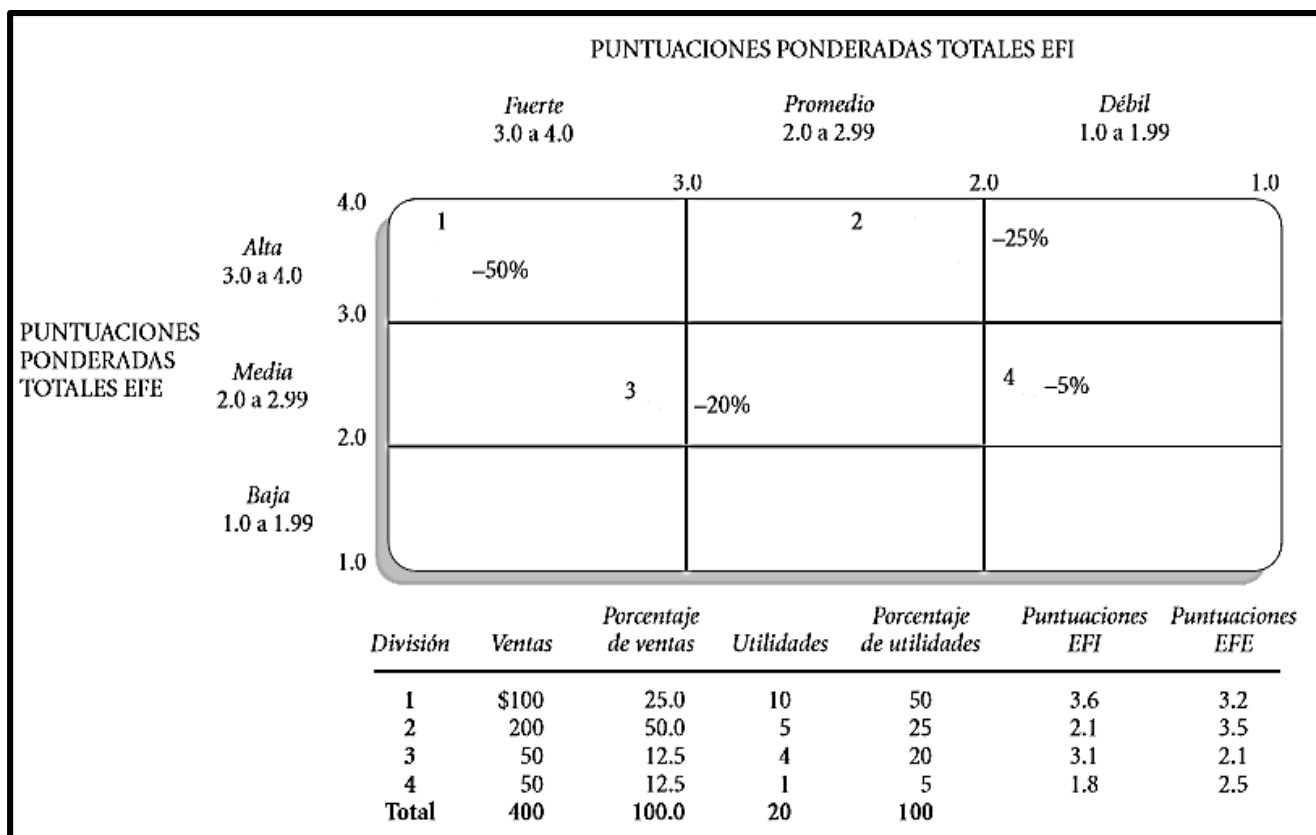 PUNTUACIONES PONDERADAS TOTALES EFI
Fuerte Promedio Débil
3.0 a 4.0 2.0 a 2.99 1.0 a 1.99
3.0 2.0 1.0
4.0
1 2
Alta –25%
3.0 a 4.0 –50%
3.0
PUNTUACIONES
PONDERADAS
TOTALES EFE
Media
2.0 a 2.99
3 –20% 4 –5%
2.0
Baja
1.0 a 1.99
1.0
Porcentaje Porcentaje Puntuaciones Puntuaciones
División Ventas de ventas Utilidades de utilidades EFI EFE
1 $100 25.0 10 50 3.6 3.2
2 200 50.0 5 25 2.1 3.5
3 50 12.5 4 20 3.1 2.1
4 50 12.5 1 5 1.8 2.5
Total 400 100.0 20 100